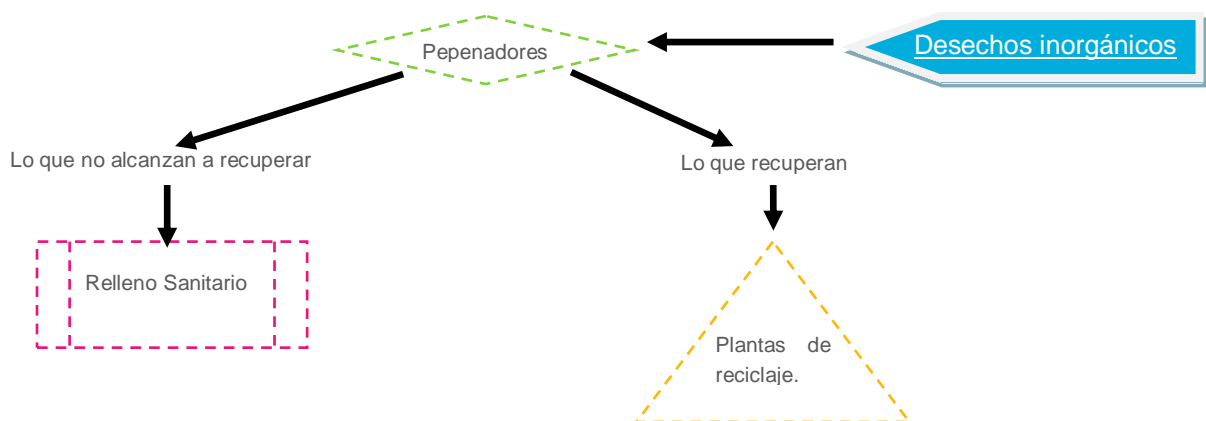 Desechos inorgánicos
Pepenadores
Lo que no alcanzan a recuperar
Lo que recuperan
Relleno Sanitario
Plantas de
reciclaje.